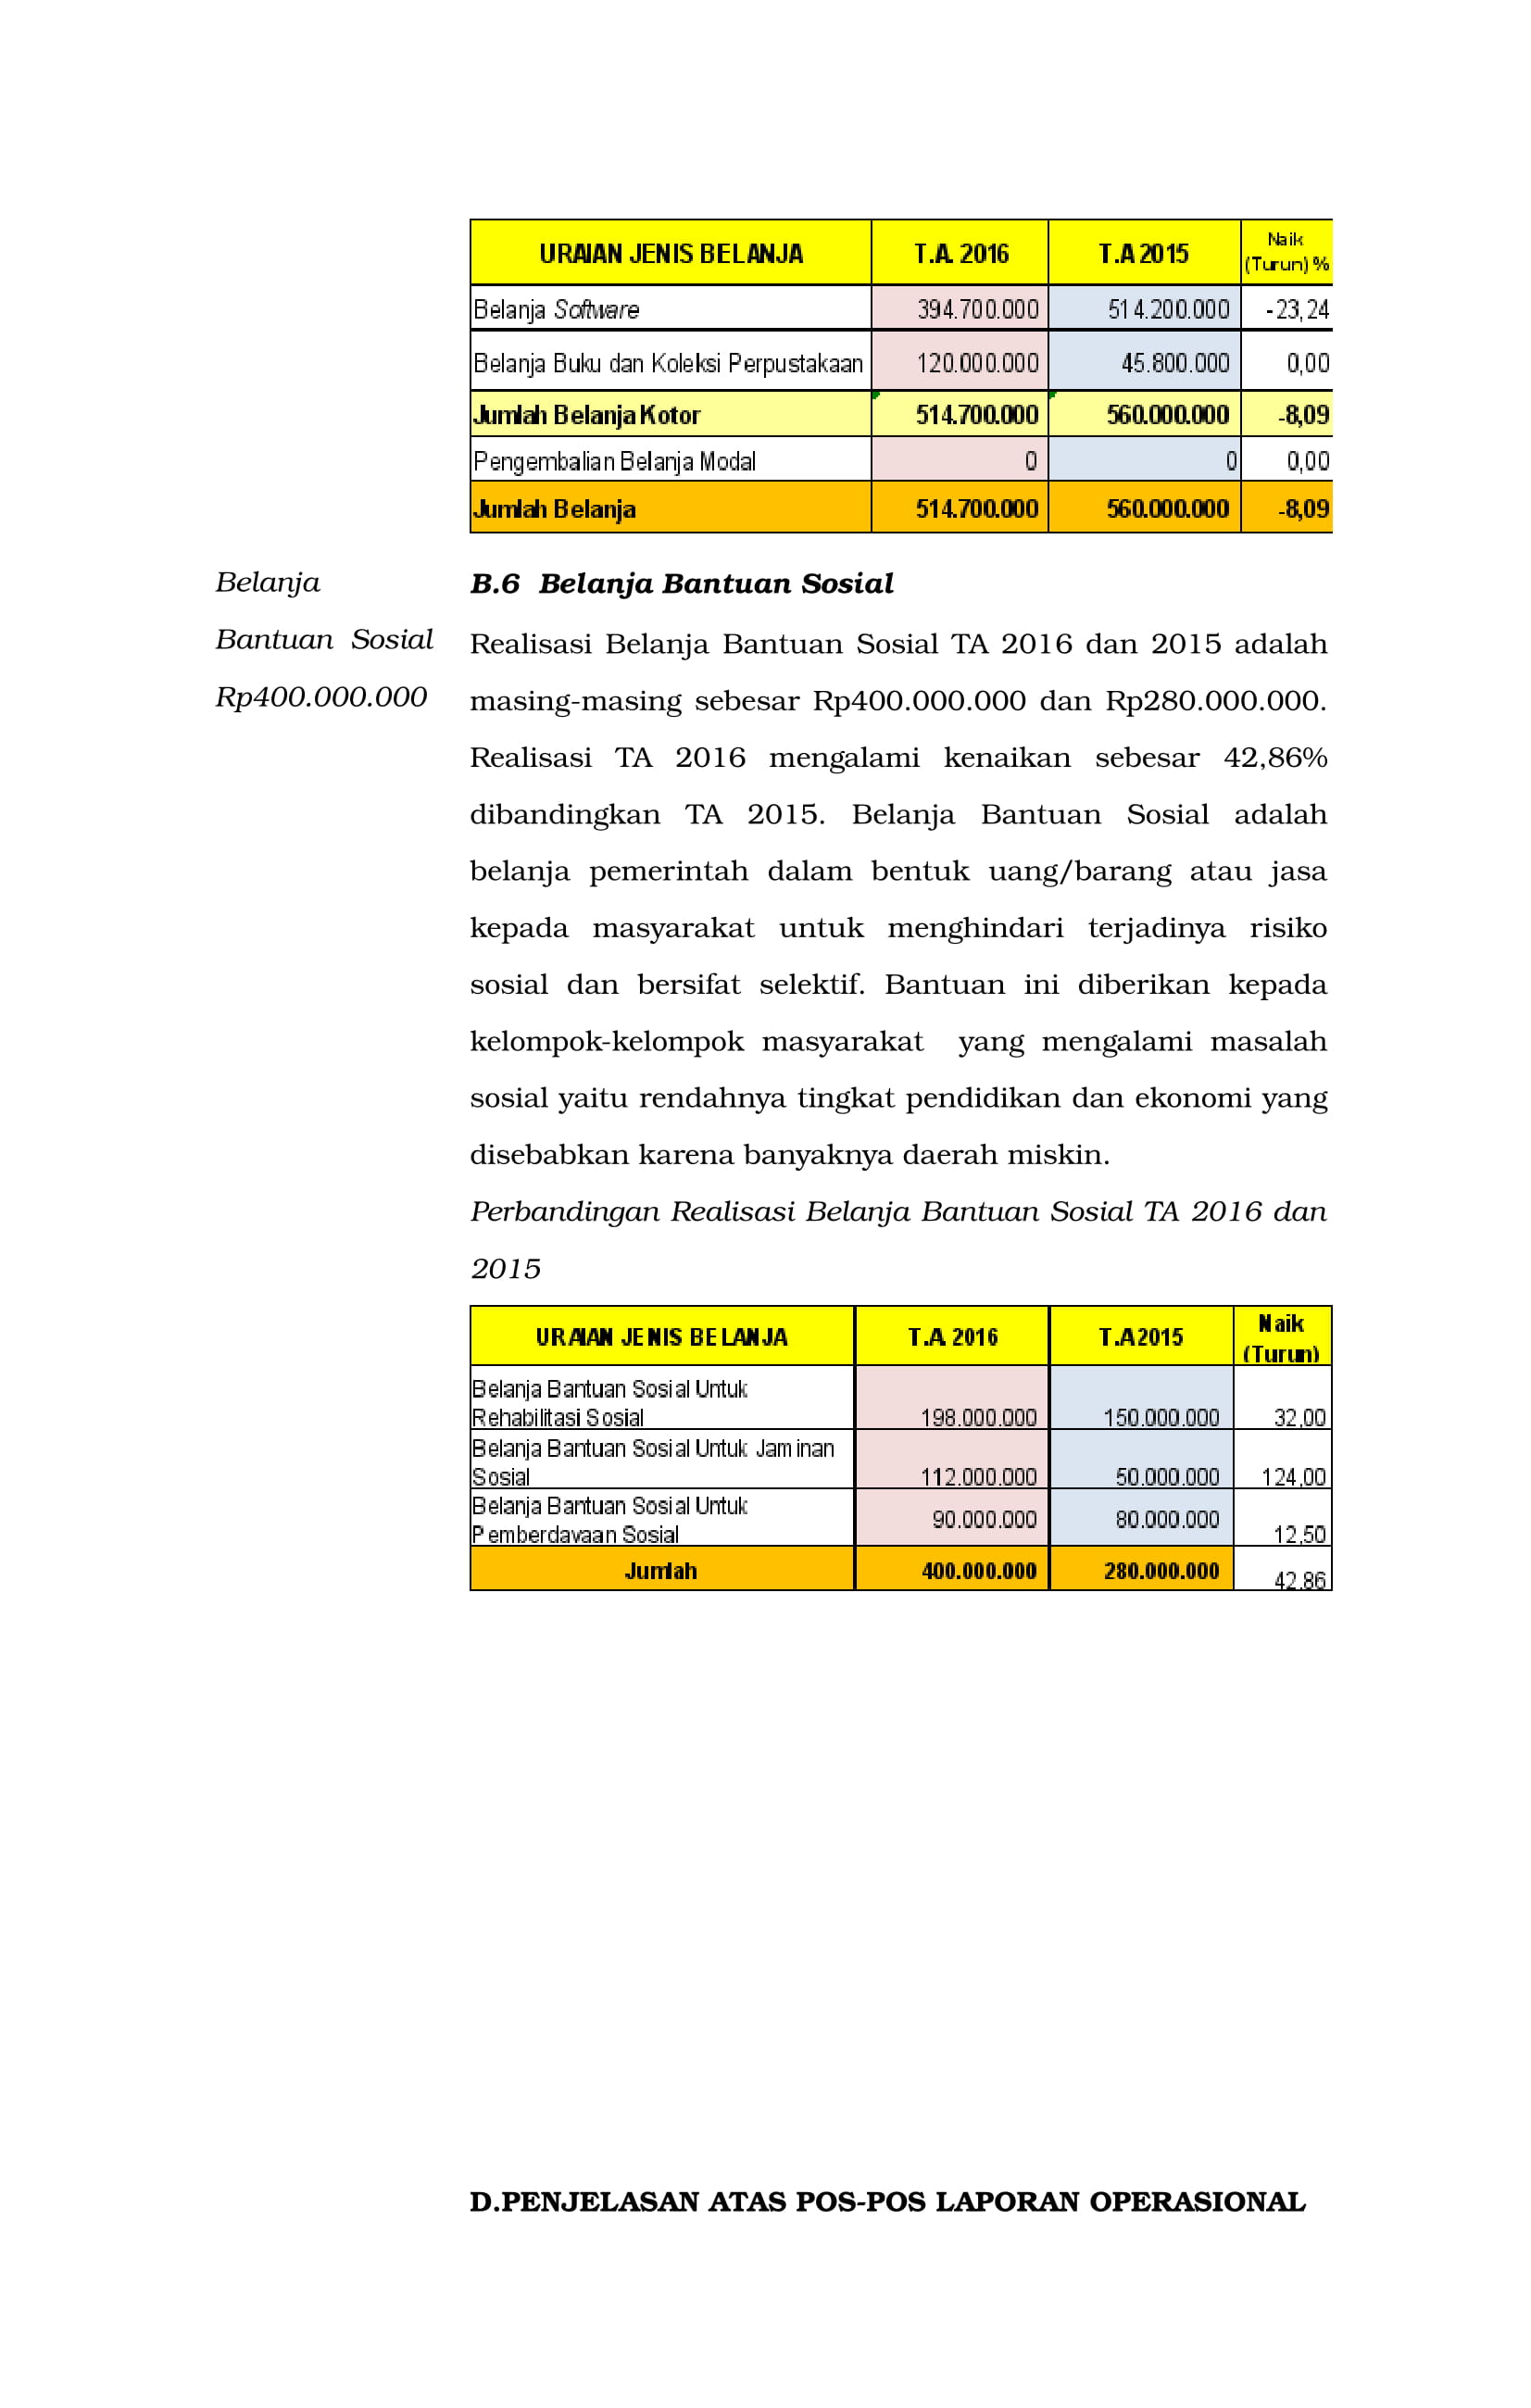 URAIAN JENIS BELANJA T.A. 2016 T.A 2015 Naik (Turun) %
Belanja Software 394.700.000 514.200.000 -23,24
Belanja Buku dan Koleksi Perpustakaan 120.000.000 45.800.000 0,00
Jumlah Belanja Kotor 514.700.000 560.000.000 -8,09
Pengembalian Belanja Modal 0 0 0,00
Jumlah Belanja 514.700.000 560.000.000 -8,09
Belanja
Bantuan Sosial
Rp400.000.000
B.6 Belanja Bantuan Sosial
Realisasi Belanja Bantuan Sosial TA 2016 dan 2015 adalah
masing-masing sebesar Rp400.000.000 dan Rp280.000.000.
Realisasi TA 2016 mengalami kenaikan sebesar 42,86%
dibandingkan TA 2015. Belanja Bantuan Sosial adalah
belanja pemerintah dalam bentuk uang/barang atau jasa
kepada masyarakat untuk menghindari terjadinya risiko
sosial dan bersifat selektif. Bantuan ini diberikan kepada
kelompok-kelompok masyarakat yang mengalami masalah
sosial yaitu rendahnya tingkat pendidikan dan ekonomi yang
disebabkan karena banyaknya daerah miskin.
Perbandingan Realisasi Belanja Bantuan Sosial TA 2016 dan
2015
URAIAN JENIS BELANJA T.A. 2016 T.A 2015 Naik (Turun)
Belanja Bantuan Sosial Untuk
Rehabilitasi Sosial 198.000.000 150.000.000 32,00
Belanja Bantuan Sosial Untuk Jaminan
Sosial 112.000.000 50.000.000 124,00
Belanja Bantuan Sosial Untuk
Pemberdayaan Sosial 90.000.000 80.000.000 12,50
Jumlah 400.000.000 280.000.000 42,86
D.PENJELASAN ATAS POS-POS LAPORAN OPERASIONAL